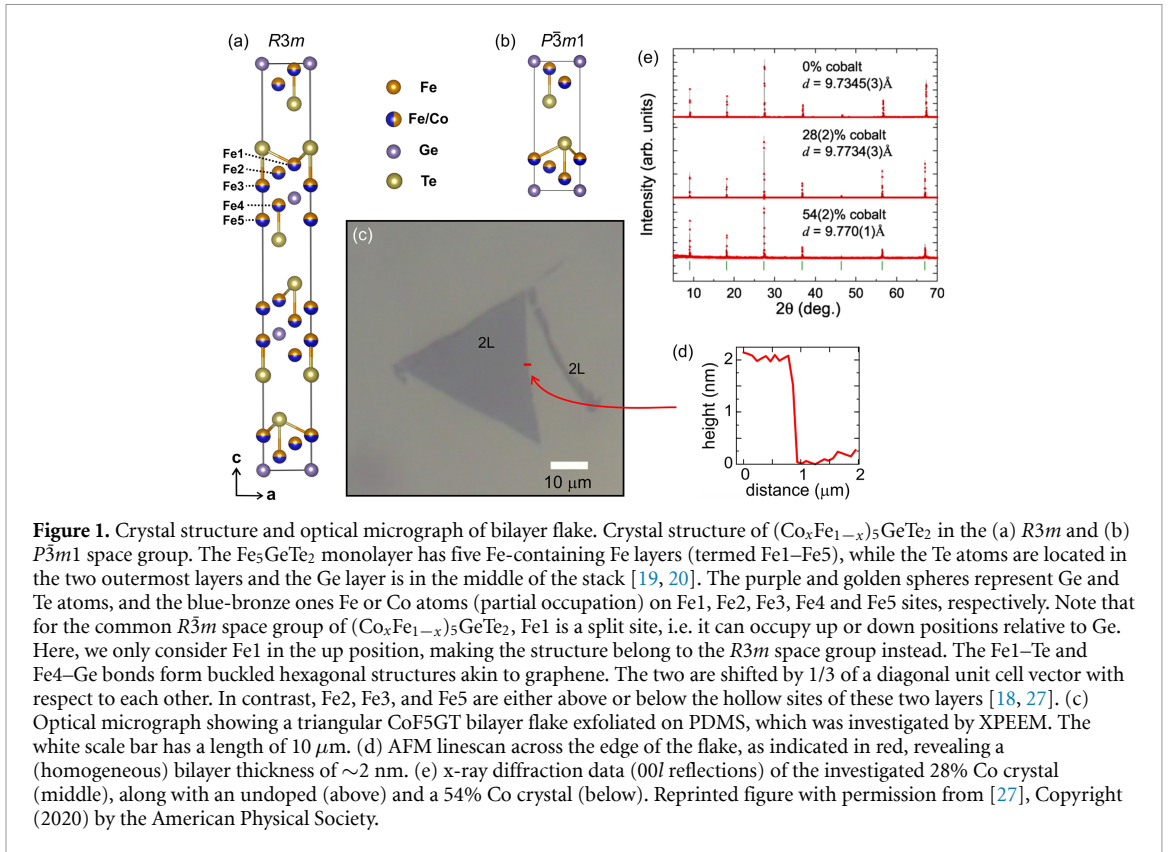 (a)
R3m
Fe1
Fe2
Fe3
Fe4
Fe5
c
a
(b)
P3̄m1
Fe
Fe/Co
Ge
Te
(c)
2L
2L
10 μm
(d)
height (nm)
2
1
0
0
1
2
distance (μm)
(e)
Intensity (arb. units)
0% cobalt
d = 9.7345(3)Å
28(2)% cobalt
d = 9.7734(3)Å
54(2)% cobalt
d = 9.770(1)Å
10 20 30 40 50 60 70
2θ (deg.)
Figure 1. Crystal structure and optical micrograph of bilayer flake. Crystal structure of (CoₓFe₁₋ₓ)₅GeTe₂ in the (a) R3m and (b)
P3̄m1 space group. The Fe₅GeTe₂ monolayer has five Fe-containing Fe layers (termed Fe1–Fe5), while the Te atoms are located in
the two outermost layers and the Ge layer is in the middle of the stack [19, 20]. The purple and golden spheres represent Ge and
Te atoms, and the blue-bronze ones Fe or Co atoms (partial occupation) on Fe1, Fe2, Fe3, Fe4 and Fe5 sites, respectively. Note that
for the common R3̄m space group of (CoₓFe₁₋ₓ)₅GeTe₂, Fe1 is a split site, i.e. it can occupy up or down positions relative to Ge.
Here, we only consider Fe1 in the up position, making the structure belong to the R3m space group instead. The Fe1–Te and
Fe4–Ge bonds form buckled hexagonal structures akin to graphene. The two are shifted by 1/3 of a diagonal unit cell vector with
respect to each other. In contrast, Fe2, Fe3, and Fe5 are either above or below the hollow sites of these two layers [18, 27]. (c)
Optical micrograph showing a triangular CoF5GT bilayer flake exfoliated on PDMS, which was investigated by XPEEM. The
white scale bar has a length of 10 μm. (d) AFM linescan across the edge of the flake, as indicated in red, revealing a
(homogeneous) bilayer thickness of ∼2 nm. (e) x-ray diffraction data (00l reflections) of the investigated 28% Co crystal
(middle), along with an undoped (above) and a 54% Co crystal (below). Reprinted figure with permission from [27], Copyright
(2020) by the American Physical Society.